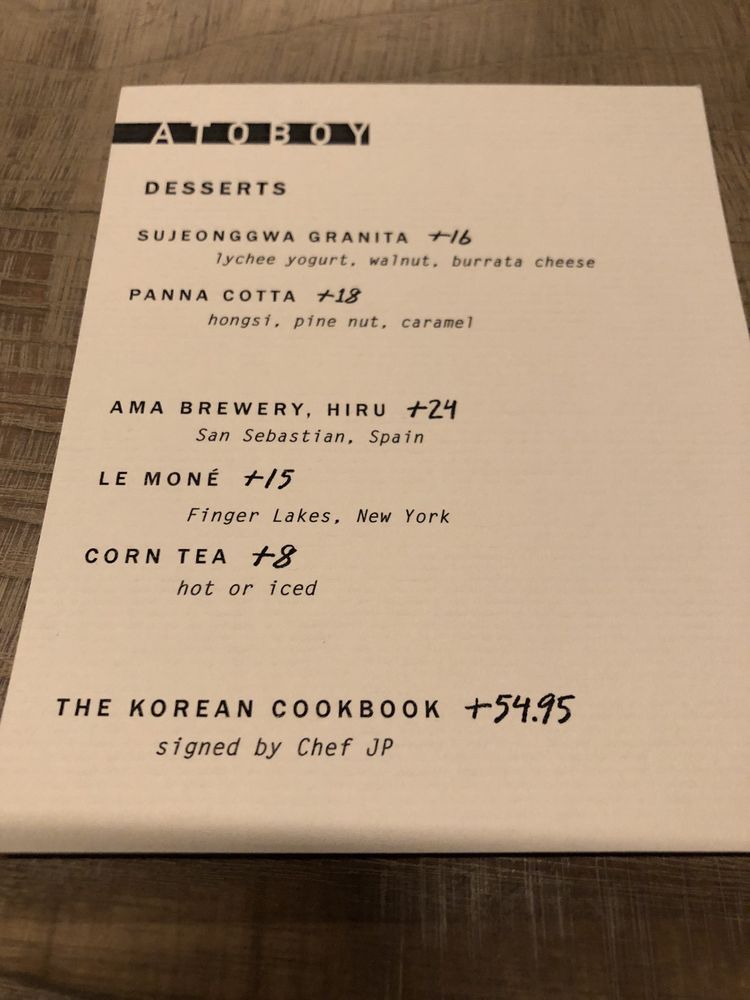 ATOBOY
DESSERTS
SUJEONGGWA GRANITA +16
lychee yogurt, walnut, burrata cheese
PANNA COTTA +18
hongsi, pine nut, caramel
AMA BREWERY, HIRU +24
San Sebastian, Spain
LE MONÉ +15
Finger Lakes, New York
CORN TEA +8
hot or iced
THE KOREAN COOKBOOK +54.95
signed by Chef JP